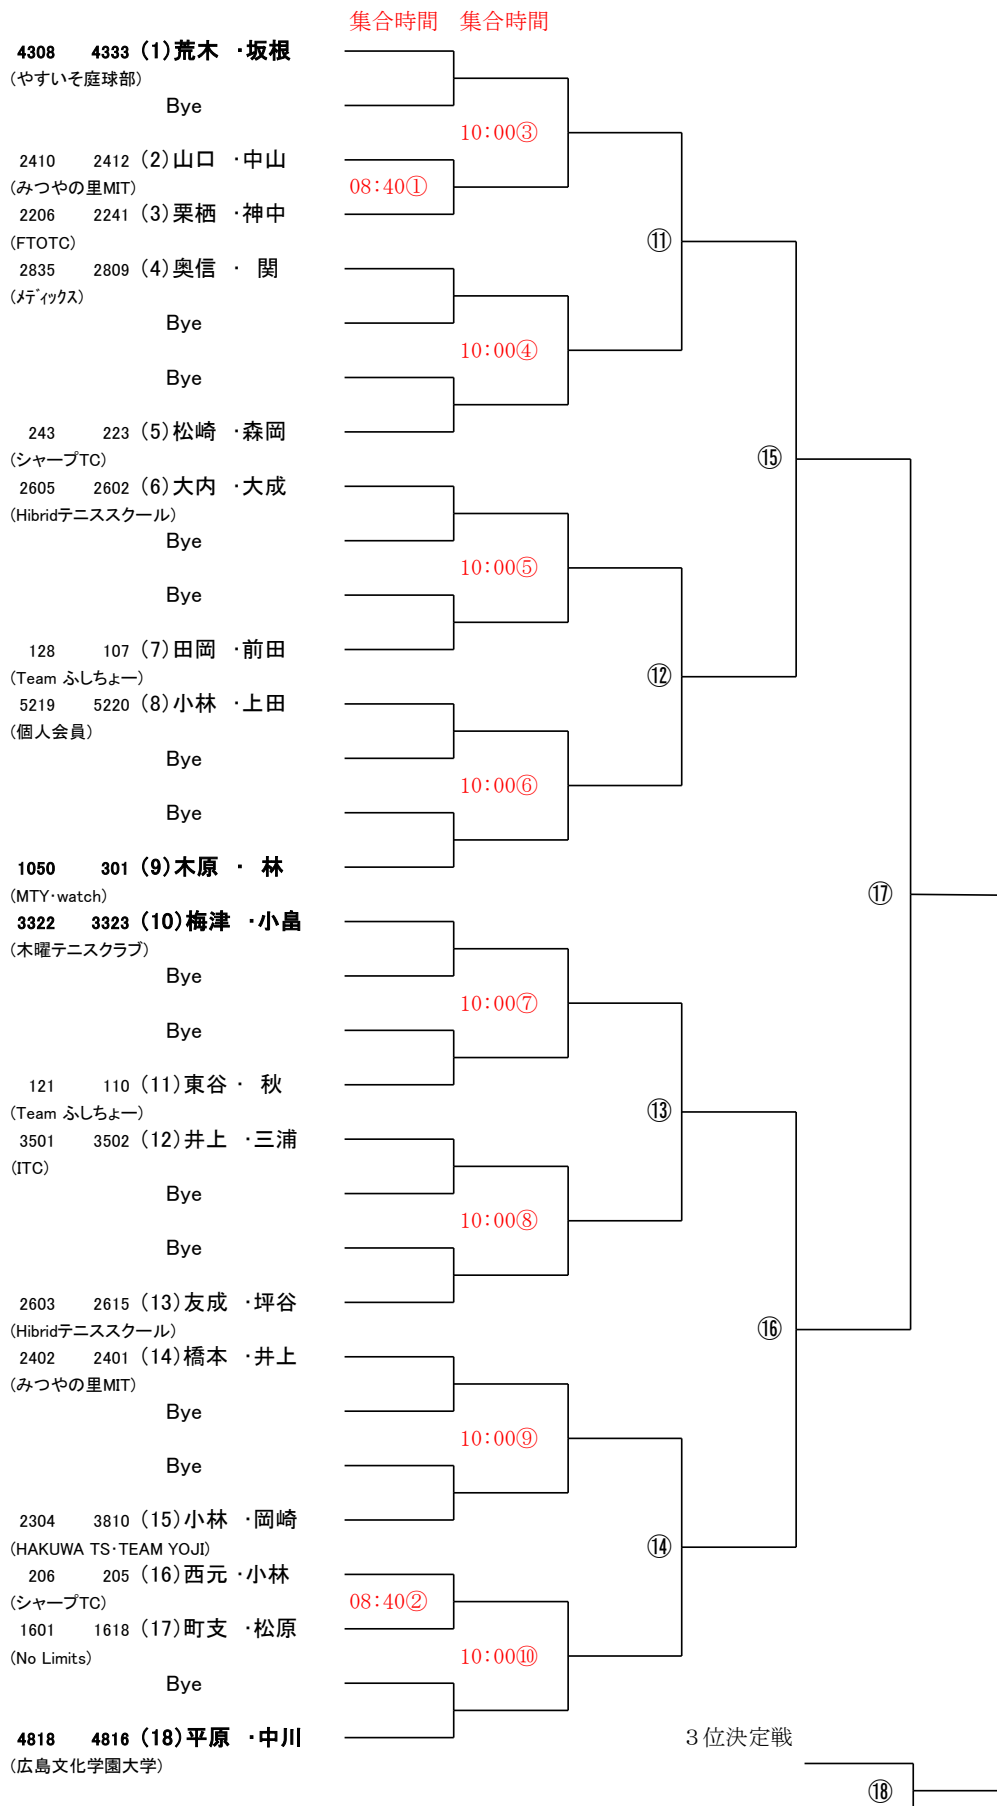 集合時間 集合時間
4308 4333 (1)荒木 ・坂根
(やすいそ庭球部)
Bye
10:00③
2410 2412 (2)山口 ・中山
08:40①
(みつやの里MIT)
2206 2241 (3)栗栖 ・神中
(FTOTC)
⑪
2835 2809 (4)奥信 ・ 関
(ﾒﾃﾞｨｯｸｽ)
Bye
10:00④
Bye
243 223 (5)松崎 ・森岡
(シャープTC)
⑮
2605 2602 (6)大内 ・大成
(Hibridテニススクール)
Bye
10:00⑤
Bye
128 107 (7)田岡 ・前田
(Team ふしちょー)
⑫
5219 5220 (8)小林 ・上田
(個人会員)
Bye
10:00⑥
Bye
1050 301 (9)木原 ・ 林
(MTY・watch)
⑰
3322 3323 (10)梅津 ・小畠
(木曜テニスクラブ)
Bye
10:00⑦
Bye
121 110 (11)東谷・ 秋
(Team ふしちょー)
⑬
3501 3502 (12)井上 ・三浦
(ITC)
Bye
10:00⑧
Bye
2603 2615 (13)友成 ・坪谷
(Hibridテニススクール)
⑯
2402 2401 (14)橋本 ・井上
(みつやの里MIT)
Bye
10:00⑨
Bye
2304 3810 (15)小林 ・岡崎
(HAKUWA TS・TEAM YOJI)
⑭
206 205 (16)西元・小林
(シャープTC)
08:40②
1601 1618 (17)町支 ・松原
(No Limits)
10:00⑩
Bye
4818 4816 (18)平原 ・中川
３位決定戦
(広島文化学園大学)
⑱